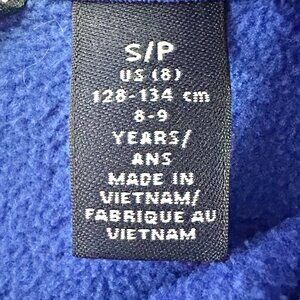 S/P
US (8)
128-134 cm
8-9
YEARS/
ANS
MADE IN
VIETNAM/
FABRIQUE AU
VIETNAM